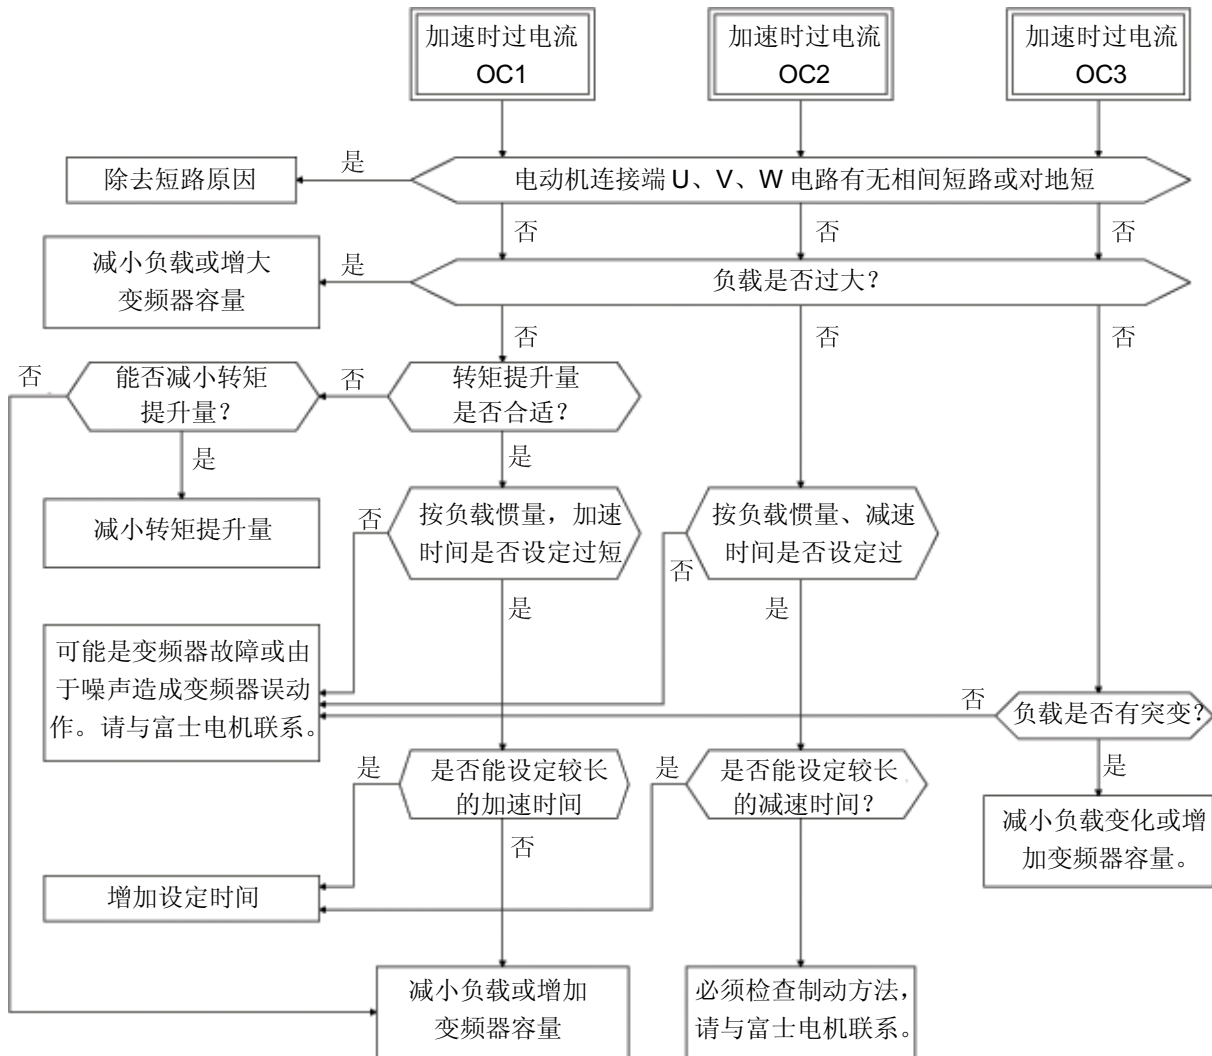 加速时过电流
OC1
加速时过电流
OC2
加速时过电流
OC3
除去短路原因
是
电动机连接端 U、V、W 电路有无相间短路或对地短
否
否
否
减小负载或增大
变频器容量
是
负载是否过大?
否
否
否
否
能否减小转矩
提升量?
否
转矩提升量
是否合适?
是
是
减小转矩提升量
否
按负载惯量，加速
时间是否设定过短
按负载惯量、减速
时间是否设定过
否
是
是
可能是变频器故障或由
于噪声造成变频器误动
作。请与富士电机联系。
否
负载是否有突变?
是
是否能设定较长
的加速时间
是
是否能设定较长
的减速时间?
是
减小负载变化或增
加变频器容量。
否
增加设定时间
减小负载或增加
变频器容量
必须检查制动方法，
请与富士电机联系。